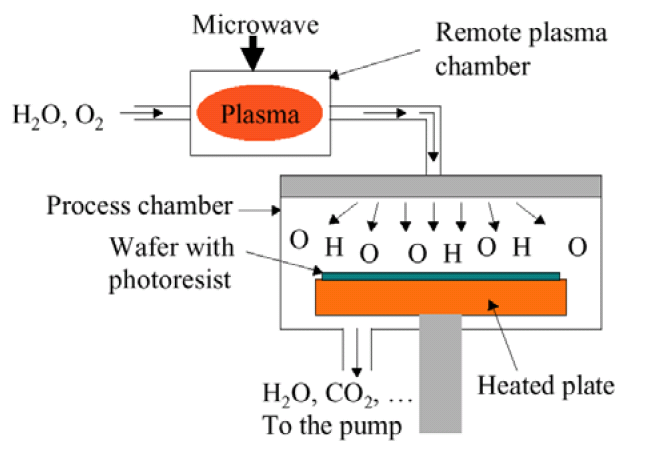 Microwave
Remote plasma
chamber
H₂O, O₂
Plasma
Process chamber
Wafer with
photoresist
O H O O H O H O
H₂O, CO₂, …
To the pump
Heated plate